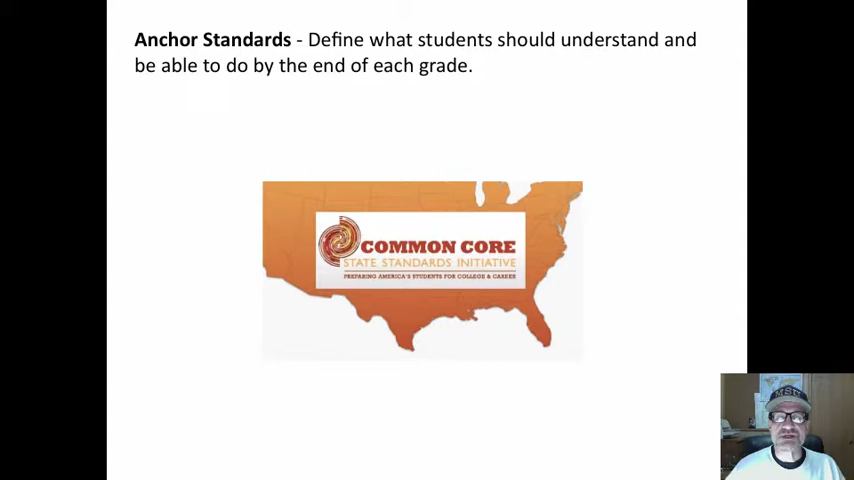 Anchor Standards - Define what students should understand and
be able to do by the end of each grade.
COMMON CORE
STATE STANDARDS INITIATIVE
PREPARING AMERICA'S STUDENTS FOR COLLEGE & CAREER